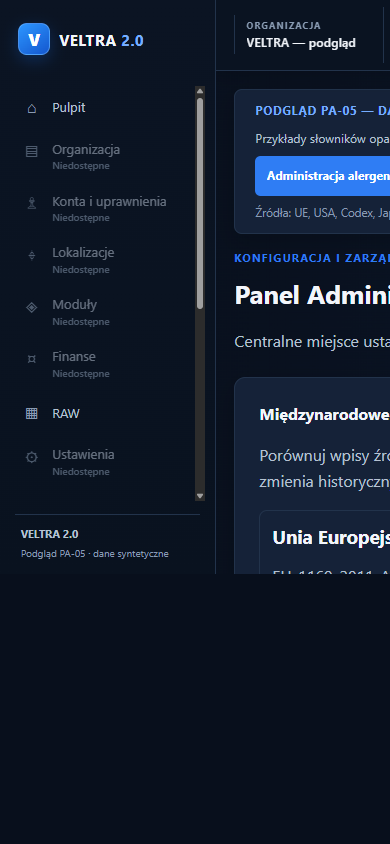 V VELTRA 2.0
Pulpit
Organizacja
Niedostępne
Konta i uprawnienia
Niedostępne
Lokalizacje
Niedostępne
Moduły
Niedostępne
Finanse
Niedostępne
RAW
Ustawienia
Niedostępne
VELTRA 2.0
Podgląd PA-05 · dane syntetyczne
ORGANIZACJA
VELTRA — podgląd
PODGLĄD PA-05 — DA
Przykłady słowników opa
Administracja alergen
Źródła: UE, USA, Codex, Jap
KONFIGURACJA I ZARZĄ
Panel Admini
Centralne miejsce usta
Międzynarodowe
Porównuj wpisy źró
zmienia historyczn
Unia Europejs